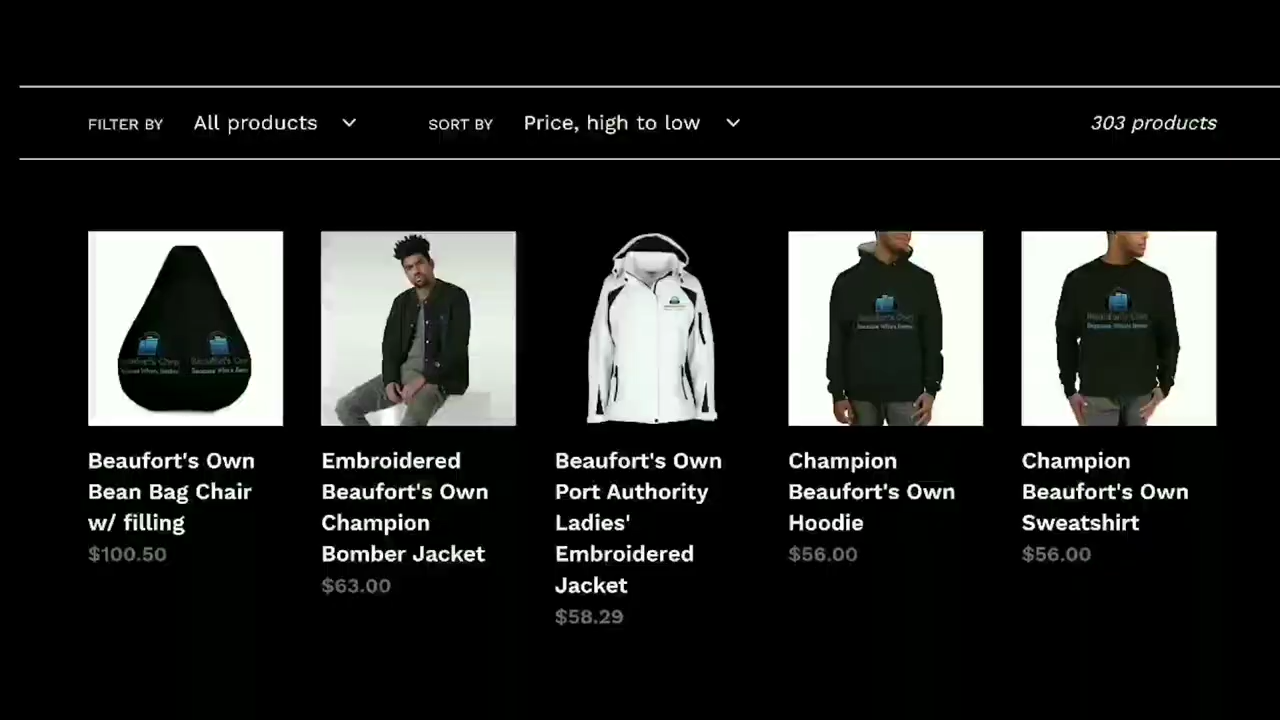 FILTER BY All products SORT BY Price, high to low 303 products
Beaufort's Own
Bean Bag Chair
w/ filling
$100.50
Embroidered
Beaufort's Own
Champion
Bomber Jacket
$63.00
Beaufort's Own
Port Authority
Ladies'
Embroidered
Jacket
$58.29
Champion
Beaufort's Own
Hoodie
$56.00
Champion
Beaufort's Own
Sweatshirt
$56.00